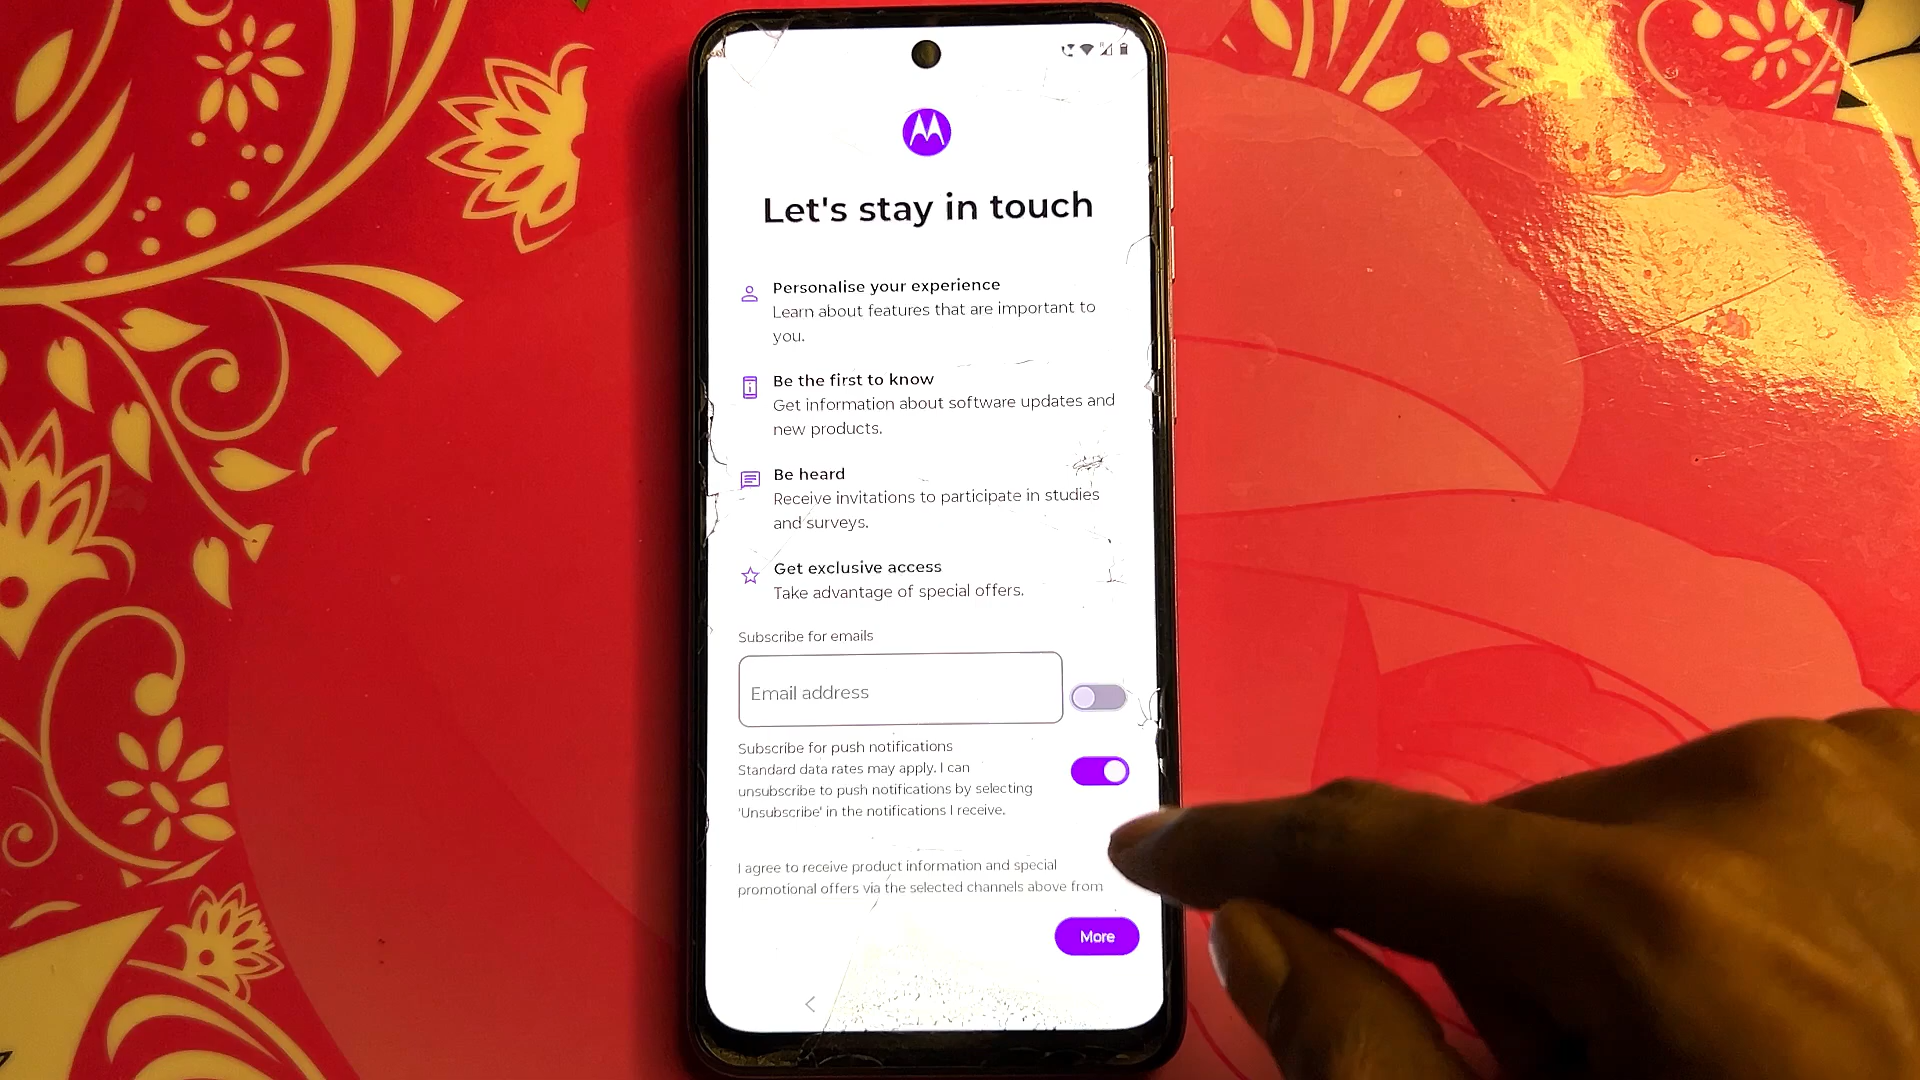 Let's stay in touch
Personalise your experience
Learn about features that are important to
you.
Be the first to know
Get information about software updates and
new products.
Be heard
Receive invitations to participate in studies
and surveys.
Get exclusive access
Take advantage of special offers.
Subscribe for emails
Email address
Subscribe for push notifications
Standard data rates may apply. I can
unsubscribe to push notifications by selecting
'Unsubscribe' in the notifications I receive.
I agree to receive product information and special
promotional offers via the selected channels above from
More